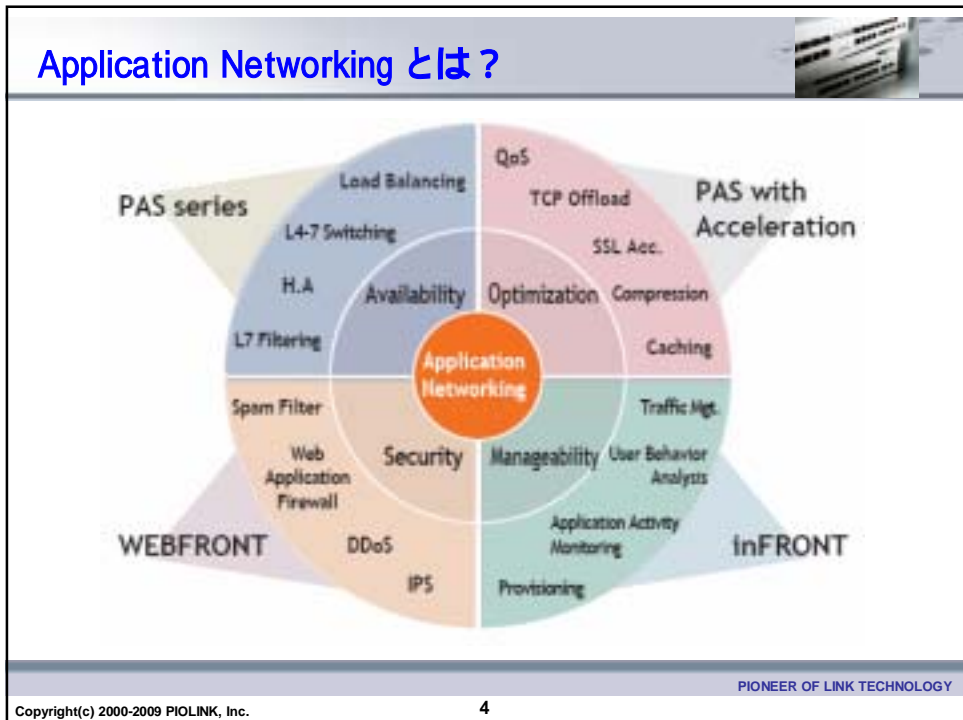 Application Networking とは？
PAS series
Load Balancing
L4-7 Switching
H.A
L7 Filtering
Availability
QoS
TCP Offload
SSL Acc.
Compression
Caching
Optimization
PAS with
Acceleration
Application
Networking
Spam Filter
Web
Application
Firewall
DDoS
IPS
Security
WEBFRONT
Manageability
Traffic Mgt.
User Behavior
Analysis
Application Activity
Monitoring
Provisioning
inFRONT
PIONEER OF LINK TECHNOLOGY
Copyright(c) 2000-2009 PIOLINK, Inc.
4